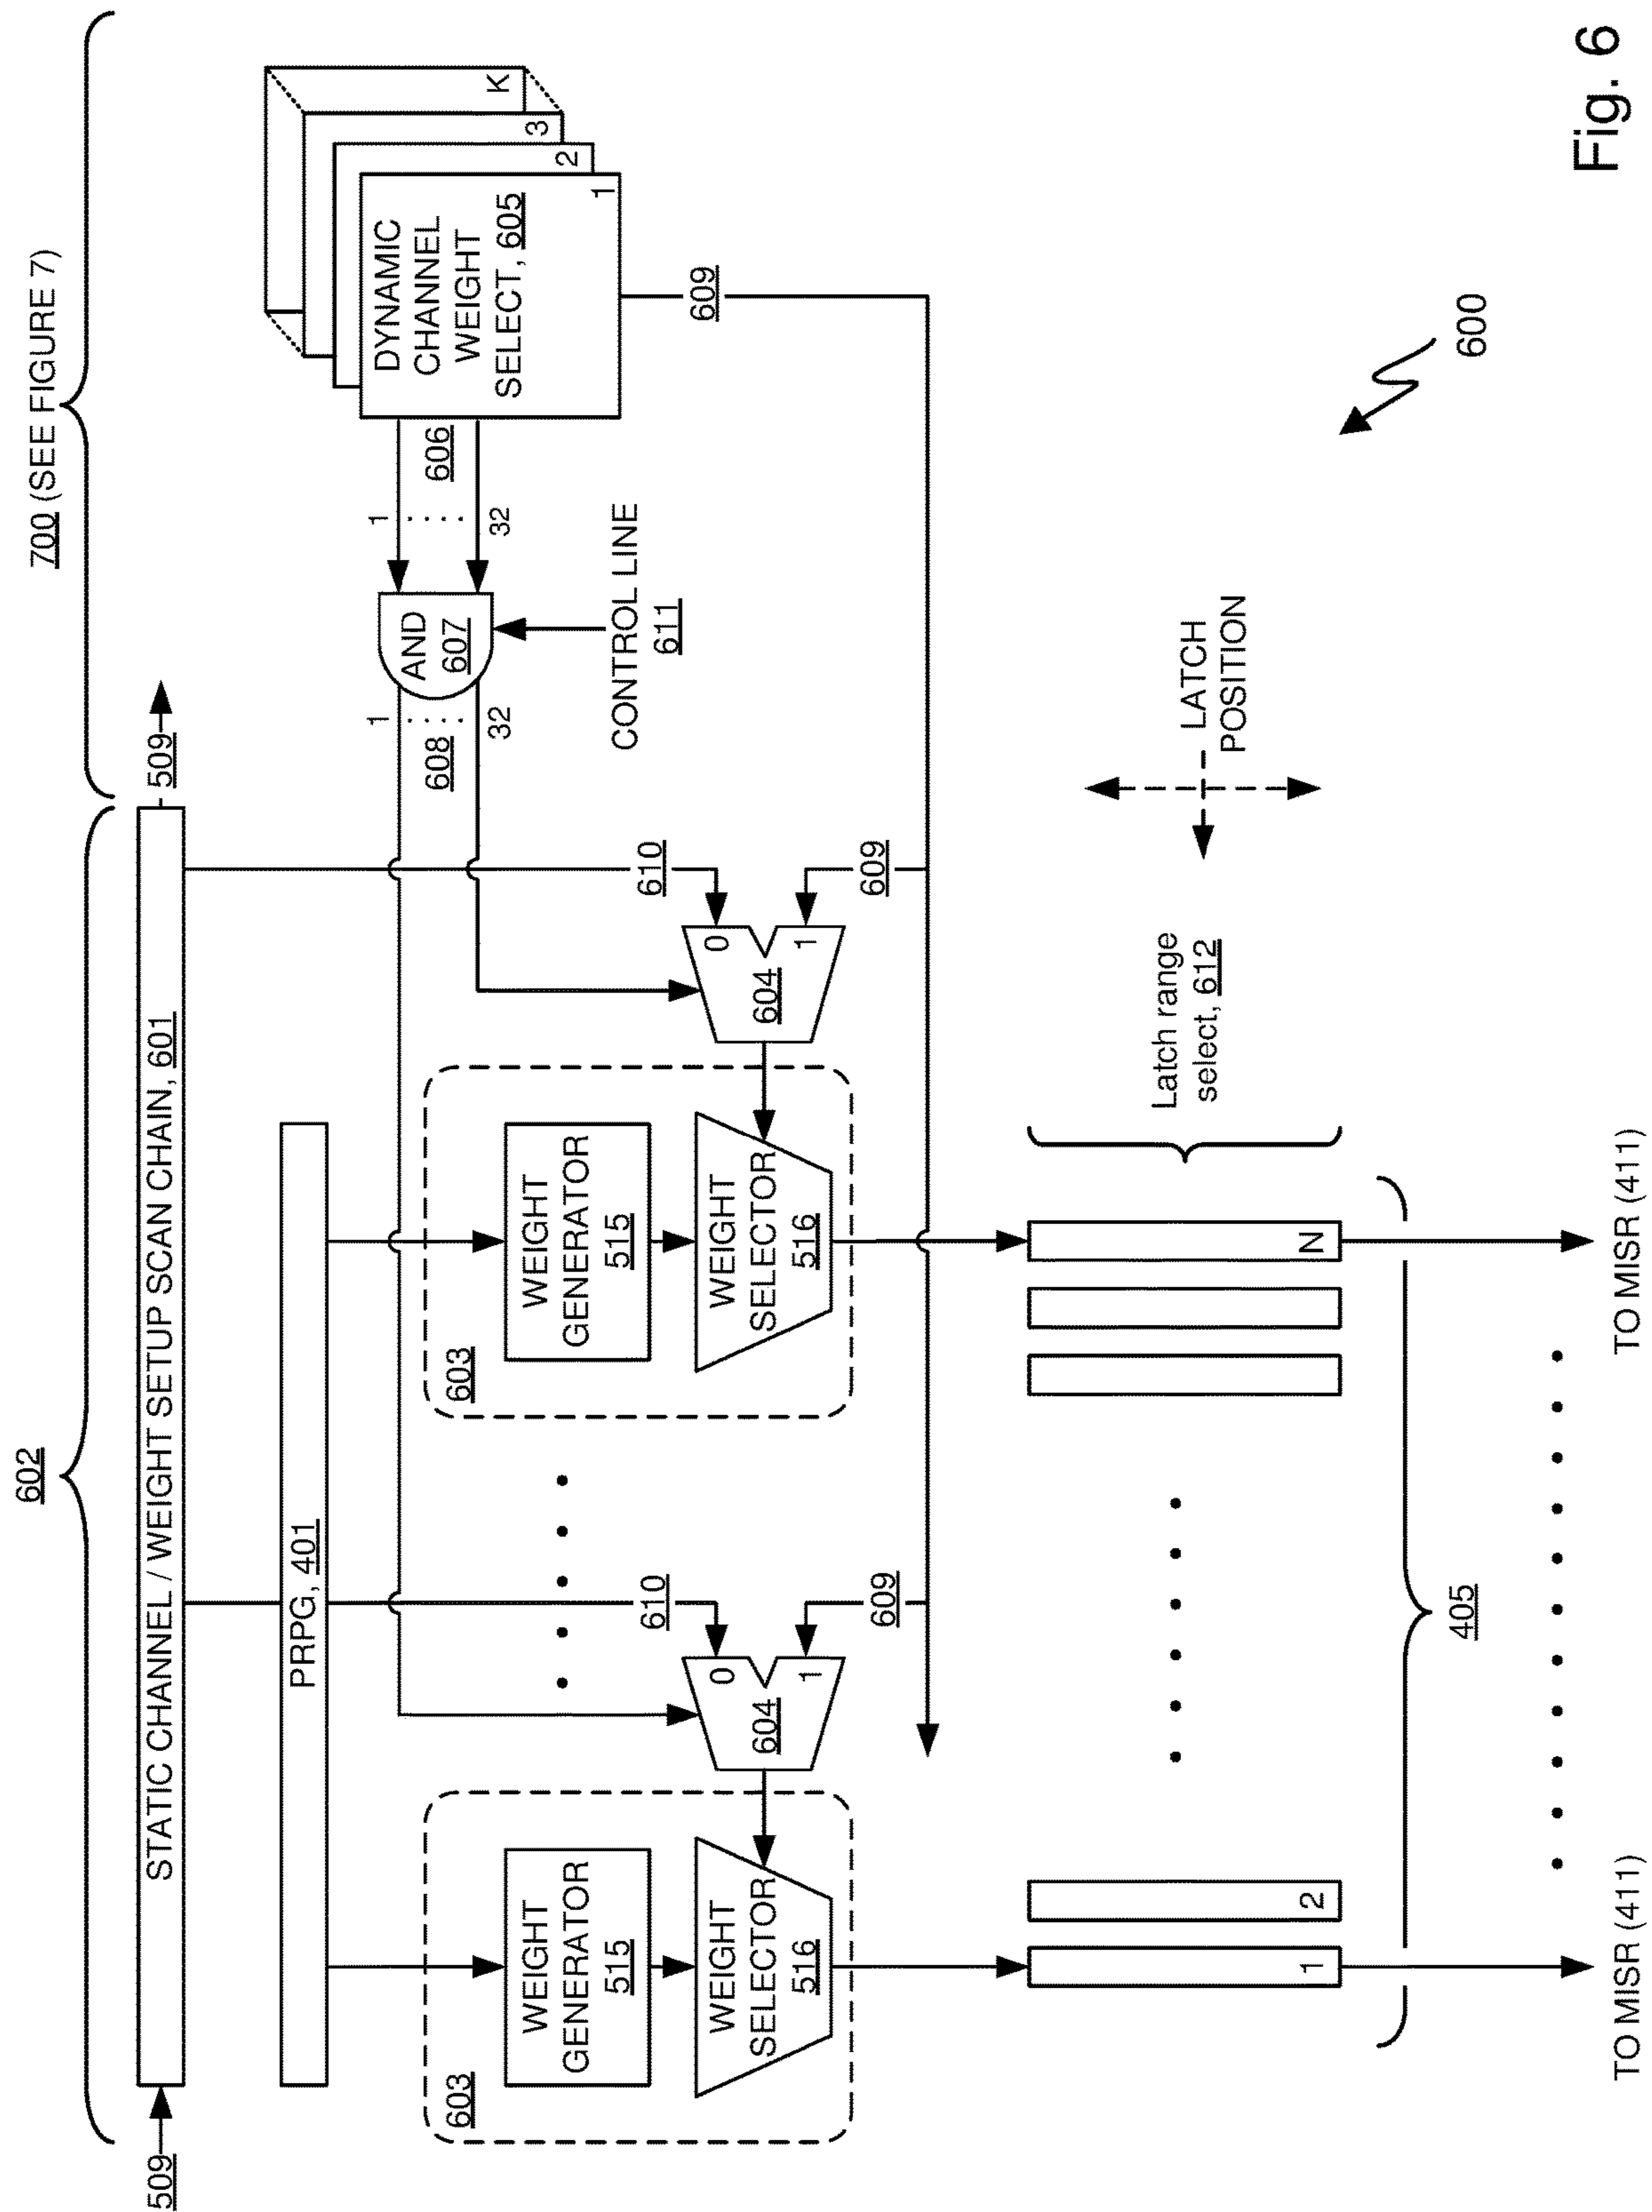 602
700 (SEE FIGURE 7)
509
STATIC CHANNEL / WEIGHT SETUP SCAN CHAIN, 601
509
PRPG, 401
603
WEIGHT
GENERATOR
515
WEIGHT
SELECTOR
516
610
0
1
604
609
603
WEIGHT
GENERATOR
515
WEIGHT
SELECTOR
516
610
0
1
604
609
1
608
32
AND
607
CONTROL LINE
611
1
606
32
DYNAMIC
CHANNEL
WEIGHT
SELECT, 605
1
2
3
K
609
1
2
N
Latch range
select, 612
LATCH
POSITION
405
600
TO MISR (411)
TO MISR (411)
Fig. 6